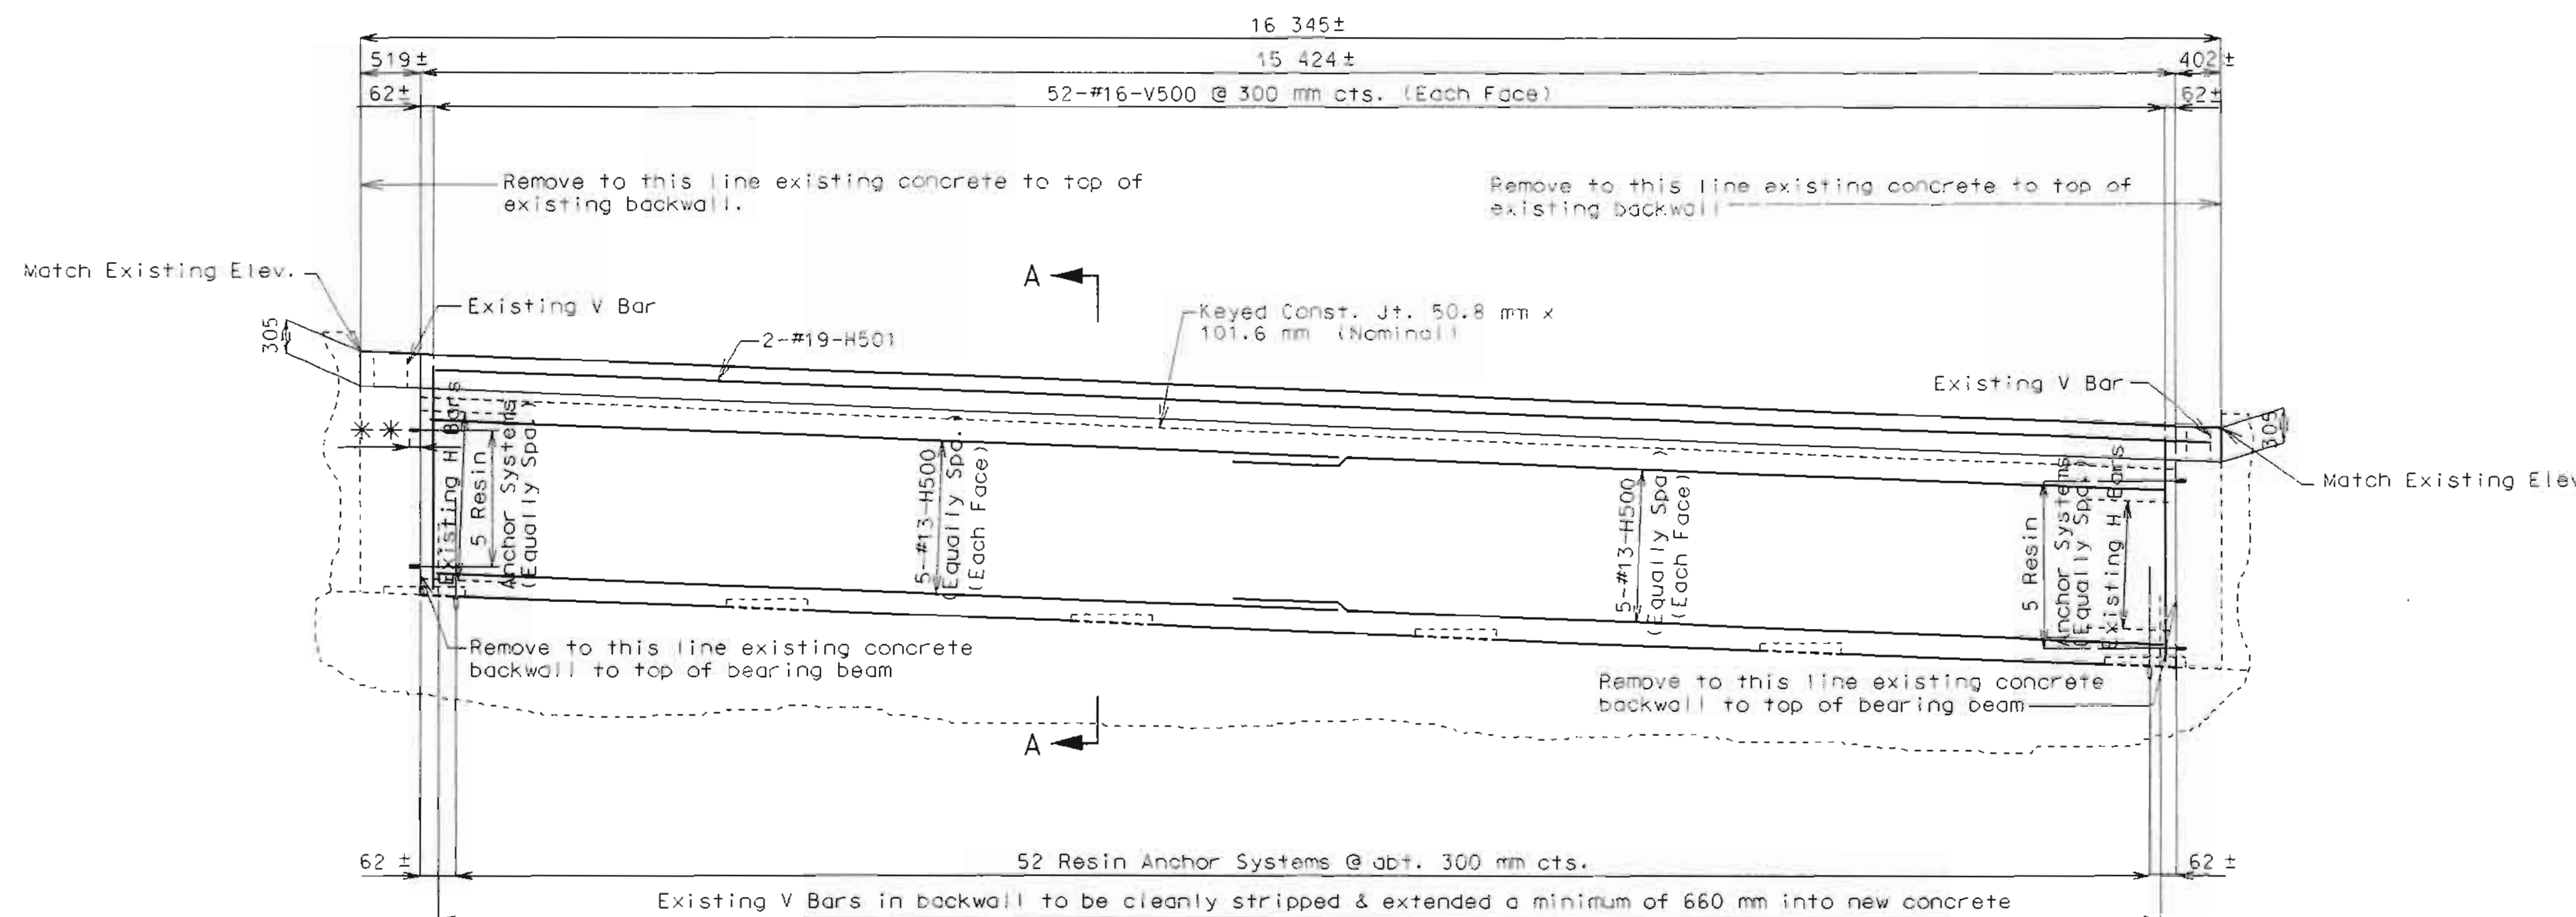 16 345±
519±
15 424±
402±
62±
52-#16-V500 @ 300 mm cts. (Each Face)
62±
Remove to this line existing concrete to top of
existing backwall.
Remove to this line existing concrete to top of
existing backwall
Match Existing Elev.
A
Existing V Bar
Keyed Const. Jt. 50.8 mm x
101.6 mm (Nominal)
305
2-#19-H501
Existing V Bar
305
**
Existing H Bars
5 Resin
Anchor Systems
(Equally Spa.)
5-#13-H500
(Equally Spa.)
(Each Face)
5-#13-H500
(Equally Spa.)
(Each Face)
5 Resin
Anchor Systems
(Equally Spa.)
Existing H Bars
Match Existing Elev
Remove to this line existing concrete
backwall to top of bearing beam
Remove to this line existing concrete
backwall to top of bearing beam
A
62 ±
52 Resin Anchor Systems @ abt. 300 mm cts.
62 ±
Existing V Bars in backwall to be cleanly stripped & extended a minimum of 660 mm into new concrete